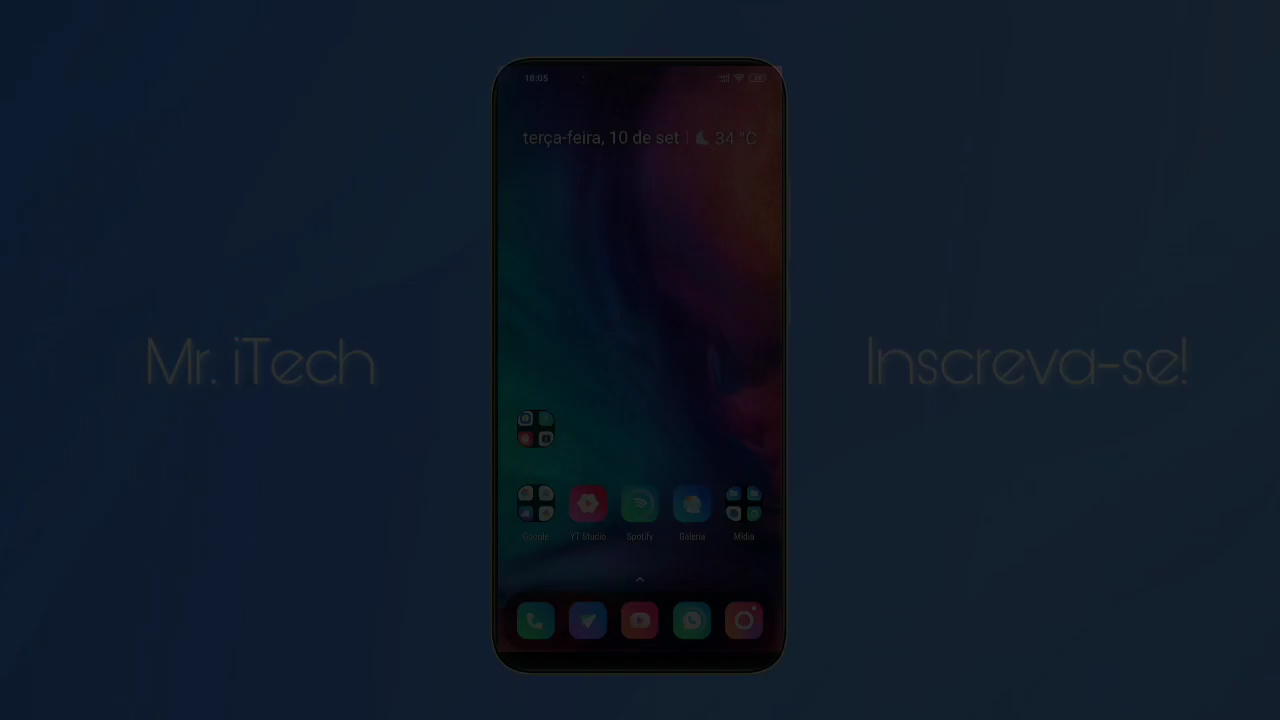 18:05
terça-feira, 10 de set | 34 °C
Mr. iTech
Inscreva-se!
Google YT Studio Spotify Galeria Mídia